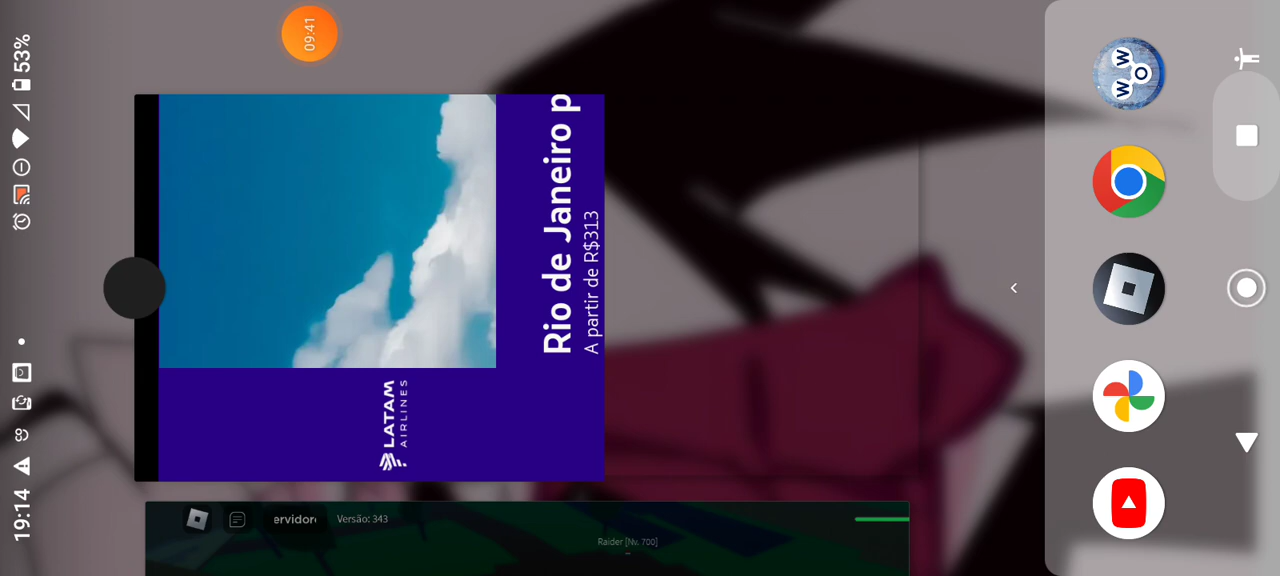 19:14
53%
09:41
LATAM
AIRLINES
Rio de Janeiro p
A partir de R$313
ervidor
Versão: 343
Raider [Nv. 700]
W
O
W